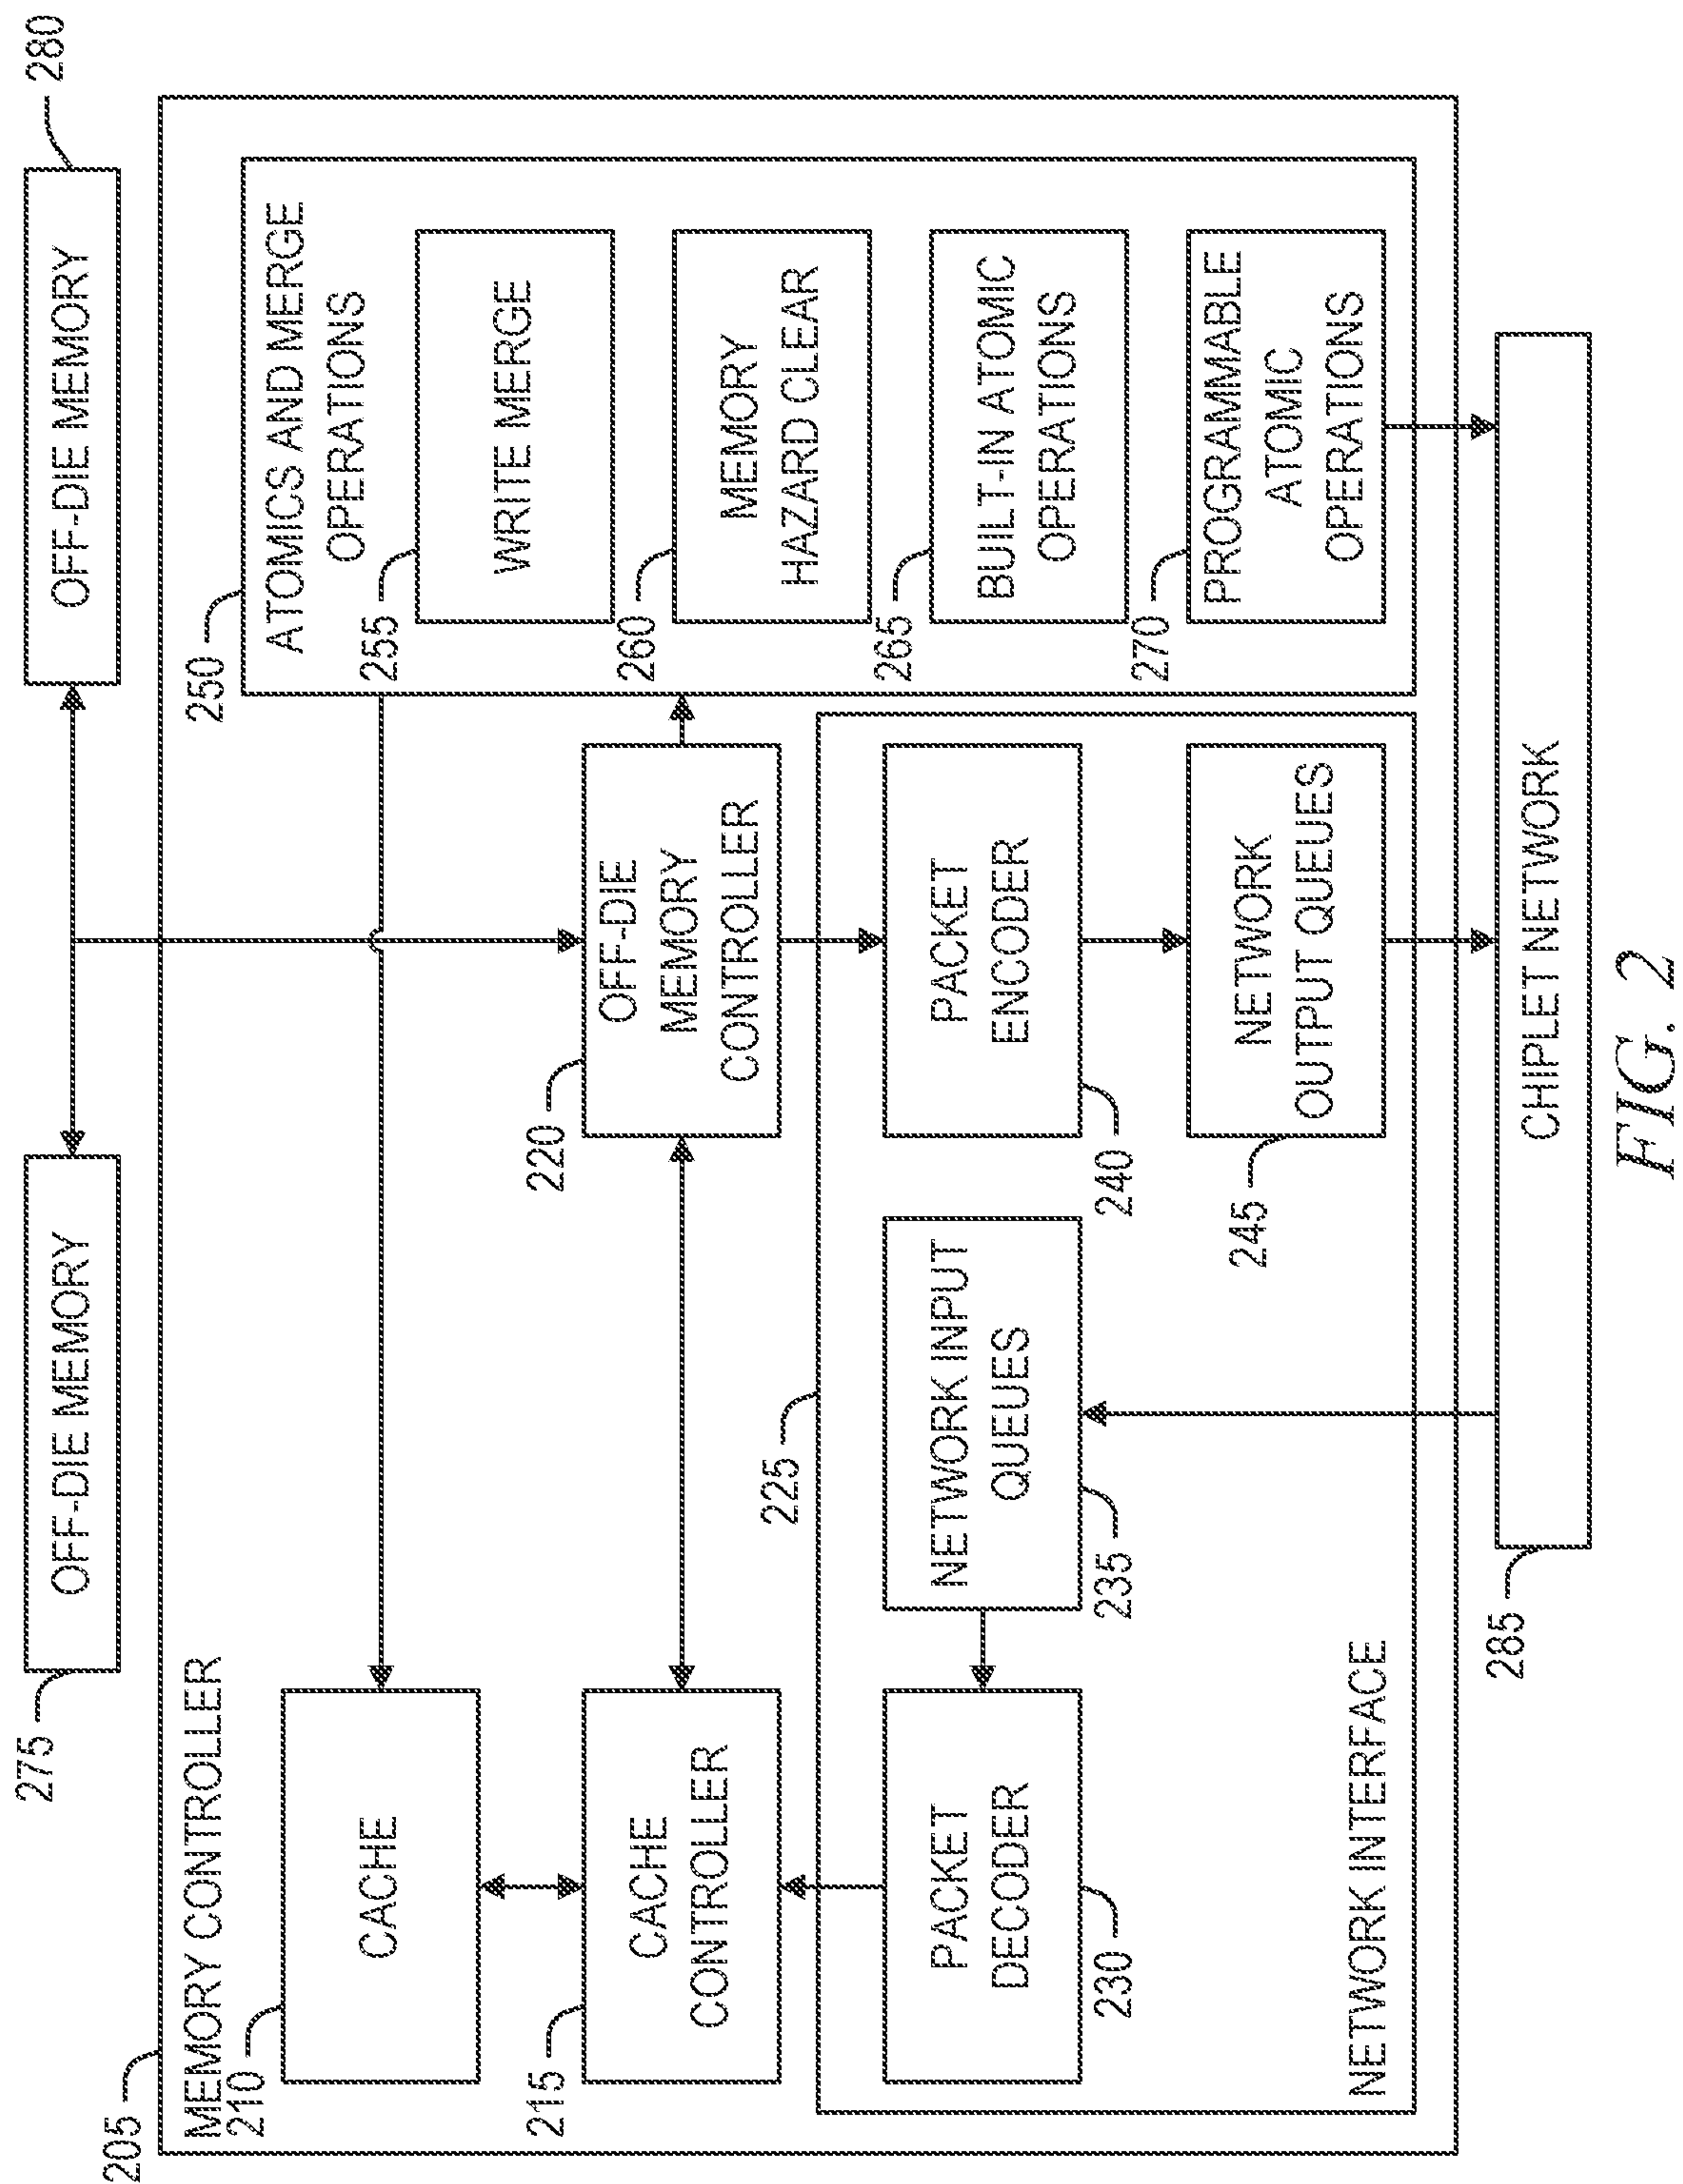 275
OFF-DIE MEMORY
OFF-DIE MEMORY
280
205
MEMORY CONTROLLER
210
CACHE
215
CACHE
CONTROLLER
220
OFF-DIE
MEMORY
CONTROLLER
250
ATOMICS AND MERGE
OPERATIONS
255
WRITE MERGE
260
MEMORY
HAZARD CLEAR
265
BUILT-IN ATOMIC
OPERATIONS
270
PROGRAMMABLE
ATOMIC
OPERATIONS
225
PACKET
DECODER
230
NETWORK INPUT
QUEUES
235
PACKET
ENCODER
240
NETWORK
OUTPUT QUEUES
245
NETWORK INTERFACE
285
CHIPLET NETWORK
FIG. 2